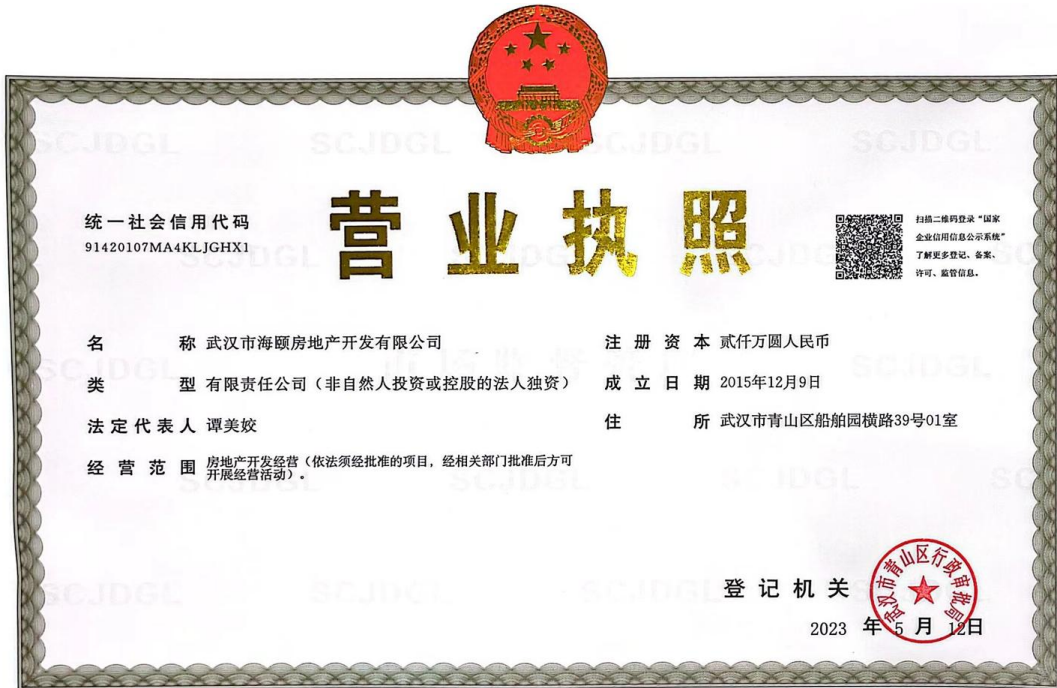 营业执照
统一社会信用代码
91420107MA4KLJGHX1
扫描二维码登录“国家
企业信用信息公示系统”
了解更多登记、备案、
许可、监管信息。
名称 武汉市海颐房地产开发有限公司
类型 有限责任公司（非自然人投资或控股的法人独资）
法定代表人 谭美姣
经营范围 房地产开发经营（依法须经批准的项目，经相关部门批准后方可
开展经营活动）。
注册资本 贰仟万圆人民币
成立日期 2015年12月9日
住所 武汉市青山区船舶园横路39号01室
登记机关
武汉市青山区行政审批局
2023 年 5 月 12日
SCJDGL